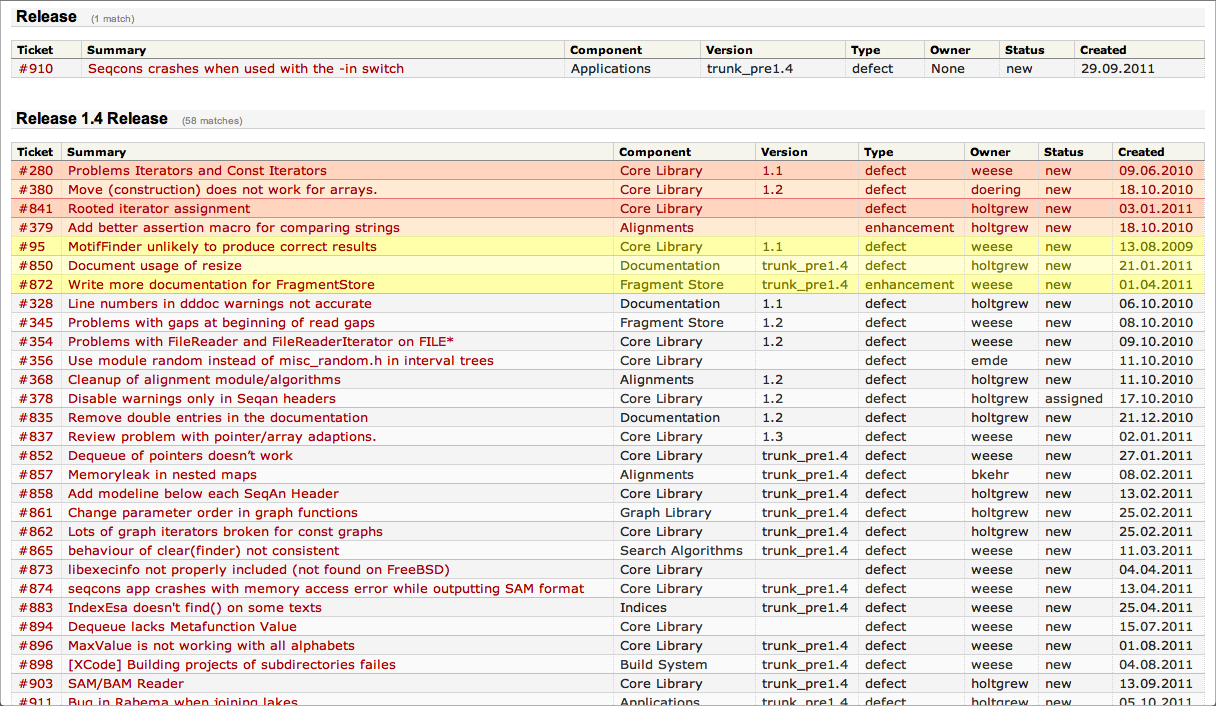 Release (1 match)
Ticket Summary Component Version Type Owner Status Created
#910 Seqcons crashes when used with the -in switch Applications trunk_pre1.4 defect None new 29.09.2011
Release 1.4 Release (58 matches)
Ticket Summary Component Version Type Owner Status Created
#280 Problems Iterators and Const Iterators Core Library 1.1 defect weese new 09.06.2010
#380 Move (construction) does not work for arrays. Core Library 1.2 defect doering new 18.10.2010
#841 Rooted iterator assignment Core Library defect holtgrew new 03.01.2011
#379 Add better assertion macro for comparing strings Alignments enhancement holtgrew new 18.10.2010
#95 MotifFinder unlikely to produce correct results Core Library 1.1 defect weese new 13.08.2009
#850 Document usage of resize Documentation trunk_pre1.4 defect holtgrew new 21.01.2011
#872 Write more documentation for FragmentStore Fragment Store trunk_pre1.4 enhancement weese new 01.04.2011
#328 Line numbers in dddoc warnings not accurate Documentation 1.1 defect holtgrew new 06.10.2010
#345 Problems with gaps at beginning of read gaps Fragment Store 1.2 defect weese new 08.10.2010
#354 Problems with FileReader and FileReaderIterator on FILE* Core Library 1.2 defect weese new 09.10.2010
#356 Use module random instead of misc_random.h in interval trees Core Library defect emde new 11.10.2010
#368 Cleanup of alignment module/algorithms Alignments 1.2 defect holtgrew new 11.10.2010
#378 Disable warnings only in Seqan headers Core Library 1.2 defect holtgrew assigned 17.10.2010
#835 Remove double entries in the documentation Documentation 1.2 defect holtgrew new 21.12.2010
#837 Review problem with pointer/array adaptions. Core Library 1.3 defect weese new 02.01.2011
#852 Dequeue of pointers doesn't work Core Library trunk_pre1.4 defect weese new 27.01.2011
#857 Memoryleak in nested maps Alignments trunk_pre1.4 defect bkehr new 08.02.2011
#858 Add modeline below each SeqAn Header Core Library trunk_pre1.4 defect holtgrew new 13.02.2011
#861 Change parameter order in graph functions Graph Library trunk_pre1.4 defect holtgrew new 25.02.2011
#862 Lots of graph iterators broken for const graphs Core Library trunk_pre1.4 defect holtgrew new 25.02.2011
#865 behaviour of clear(finder) not consistent Search Algorithms trunk_pre1.4 defect weese new 11.03.2011
#873 libexecinfo not properly included (not found on FreeBSD) Core Library defect weese new 04.04.2011
#874 seqcons app crashes with memory access error while outputting SAM format Core Library trunk_pre1.4 defect weese new 13.04.2011
#883 IndexEsa doesn't find() on some texts Indices trunk_pre1.4 defect weese new 25.04.2011
#894 Dequeue lacks Metafunction Value Core Library defect weese new 15.07.2011
#896 MaxValue is not working with all alphabets Core Library trunk_pre1.4 defect weese new 01.08.2011
#898 [XCode] Building projects of subdirectories failes Build System trunk_pre1.4 defect weese new 04.08.2011
#903 SAM/BAM Reader Core Library trunk_pre1.4 defect holtgrew new 13.09.2011
#911 Bug in Rabema when joining lakes Applications trunk_pre1.4 defect holtgrew new 05.10.2011